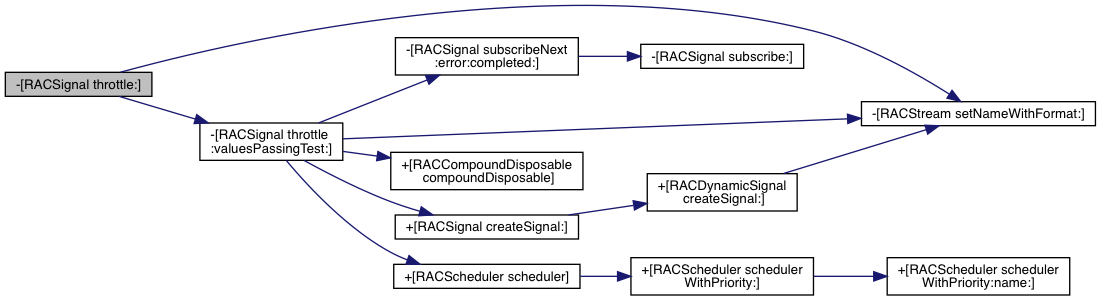 -[RACSignal throttle:]
-[RACSignal throttle
:valuesPassingTest:]
-[RACSignal subscribeNext
:error:completed:]
-[RACSignal subscribe:]
-[RACStream setNameWithFormat:]
+[RACCompoundDisposable
compoundDisposable]
+[RACSignal createSignal:]
+[RACDynamicSignal
createSignal:]
+[RACScheduler scheduler]
+[RACScheduler scheduler
WithPriority:]
+[RACScheduler scheduler
WithPriority:name:]